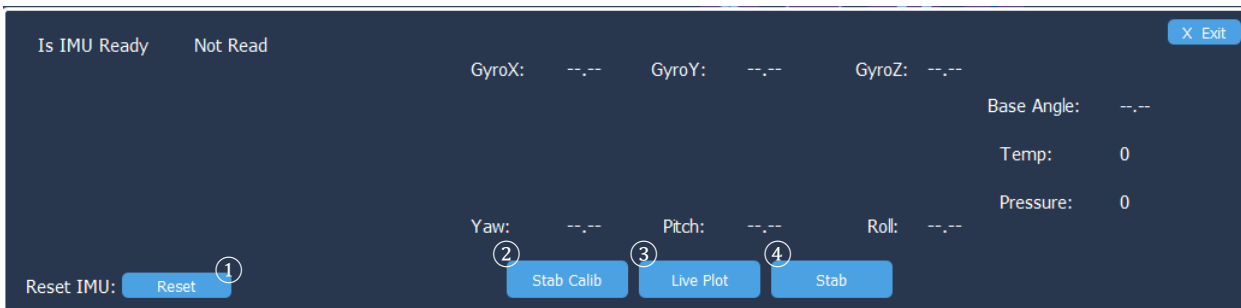 X Exit
Is IMU Ready Not Read
GyroX: --.-- GyroY: --.-- GyroZ: --.--
Base Angle: --.--
Temp: 0
Pressure: 0
Yaw: --.-- Pitch: --.-- Roll: --.--
② ③ ④
Stab Calib Live Plot Stab
①
Reset IMU: Reset